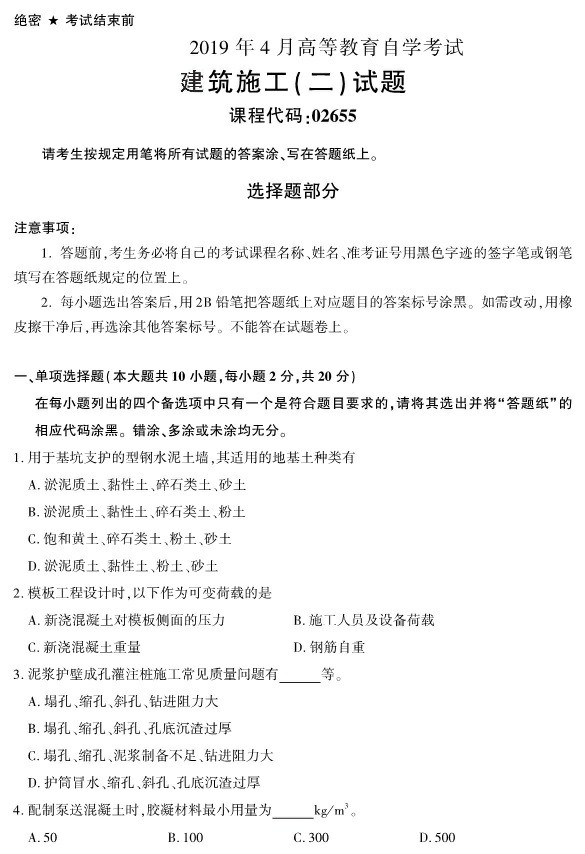 绝密 ★ 考试结束前
2019 年 4 月高等教育自学考试
建筑施工(二)试题
课程代码:02655
请考生按规定用笔将所有试题的答案涂、写在答题纸上。
选择题部分
注意事项:
1. 答题前,考生务必将自己的考试课程名称、姓名、准考证号用黑色字迹的签字笔或钢笔
填写在答题纸规定的位置上。
2. 每小题选出答案后,用 2B 铅笔把答题纸上对应题目的答案标号涂黑。如需改动,用橡
皮擦干净后,再选涂其他答案标号。不能答在试题卷上。
一、单项选择题(本大题共 10 小题,每小题 2 分,共 20 分)
在每小题列出的四个备选项中只有一个是符合题目要求的,请将其选出并将“答题纸”的
相应代码涂黑。错涂、多涂或未涂均无分。
1. 用于基坑支护的型钢水泥土墙,其适用的地基土种类有
A. 淤泥质土、黏性土、碎石类土、砂土
B. 淤泥质土、黏性土、碎石类土、粉土
C. 饱和黄土、碎石类土、粉土、砂土
D. 淤泥质土、黏性土、粉土、砂土
2. 模板工程设计时,以下作为可变荷载的是
A. 新浇混凝土对模板侧面的压力 B. 施工人员及设备荷载
C. 新浇混凝土重量 D. 钢筋自重
3. 泥浆护壁成孔灌注桩施工常见质量问题有______等。
A. 塌孔、缩孔、斜孔、钻进阻力大
B. 塌孔、缩孔、斜孔、孔底沉渣过厚
C. 塌孔、缩孔、泥浆制备不足、钻进阻力大
D. 护筒冒水、缩孔、斜孔、孔底沉渣过厚
4. 配制泵送混凝土时,胶凝材料最小用量为______kg/m³。
A. 50 B. 100 C. 300 D. 500